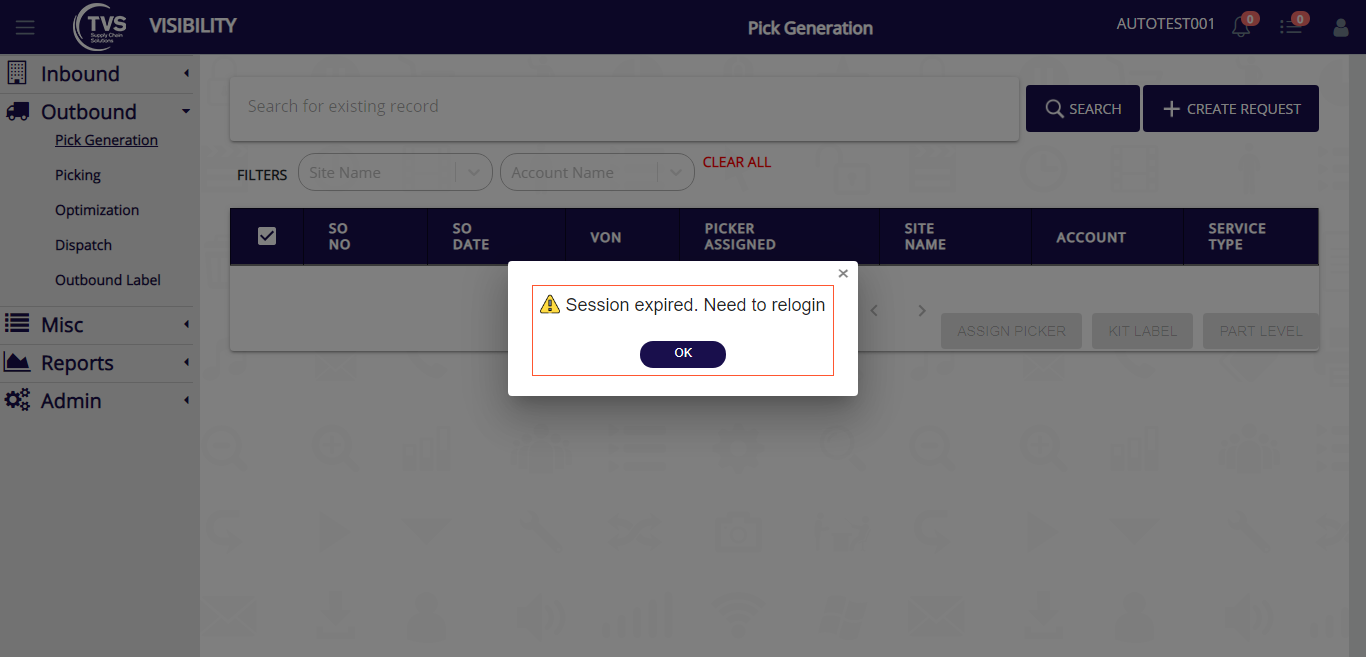 TVS
Supply Chain
Solutions
VISIBILITY
Pick Generation
AUTOTEST001
0
0
Inbound
Outbound
Pick Generation
Picking
Optimization
Dispatch
Outbound Label
Misc
Reports
Admin
Search for existing record
SEARCH
CREATE REQUEST
FILTERS
Site Name
Account Name
CLEAR ALL
SO NO
SO DATE
VON
PICKER ASSIGNED
SITE NAME
ACCOUNT
SERVICE TYPE
Session expired. Need to relogin
OK
ASSIGN PICKER
KIT LABEL
PART LEVEL